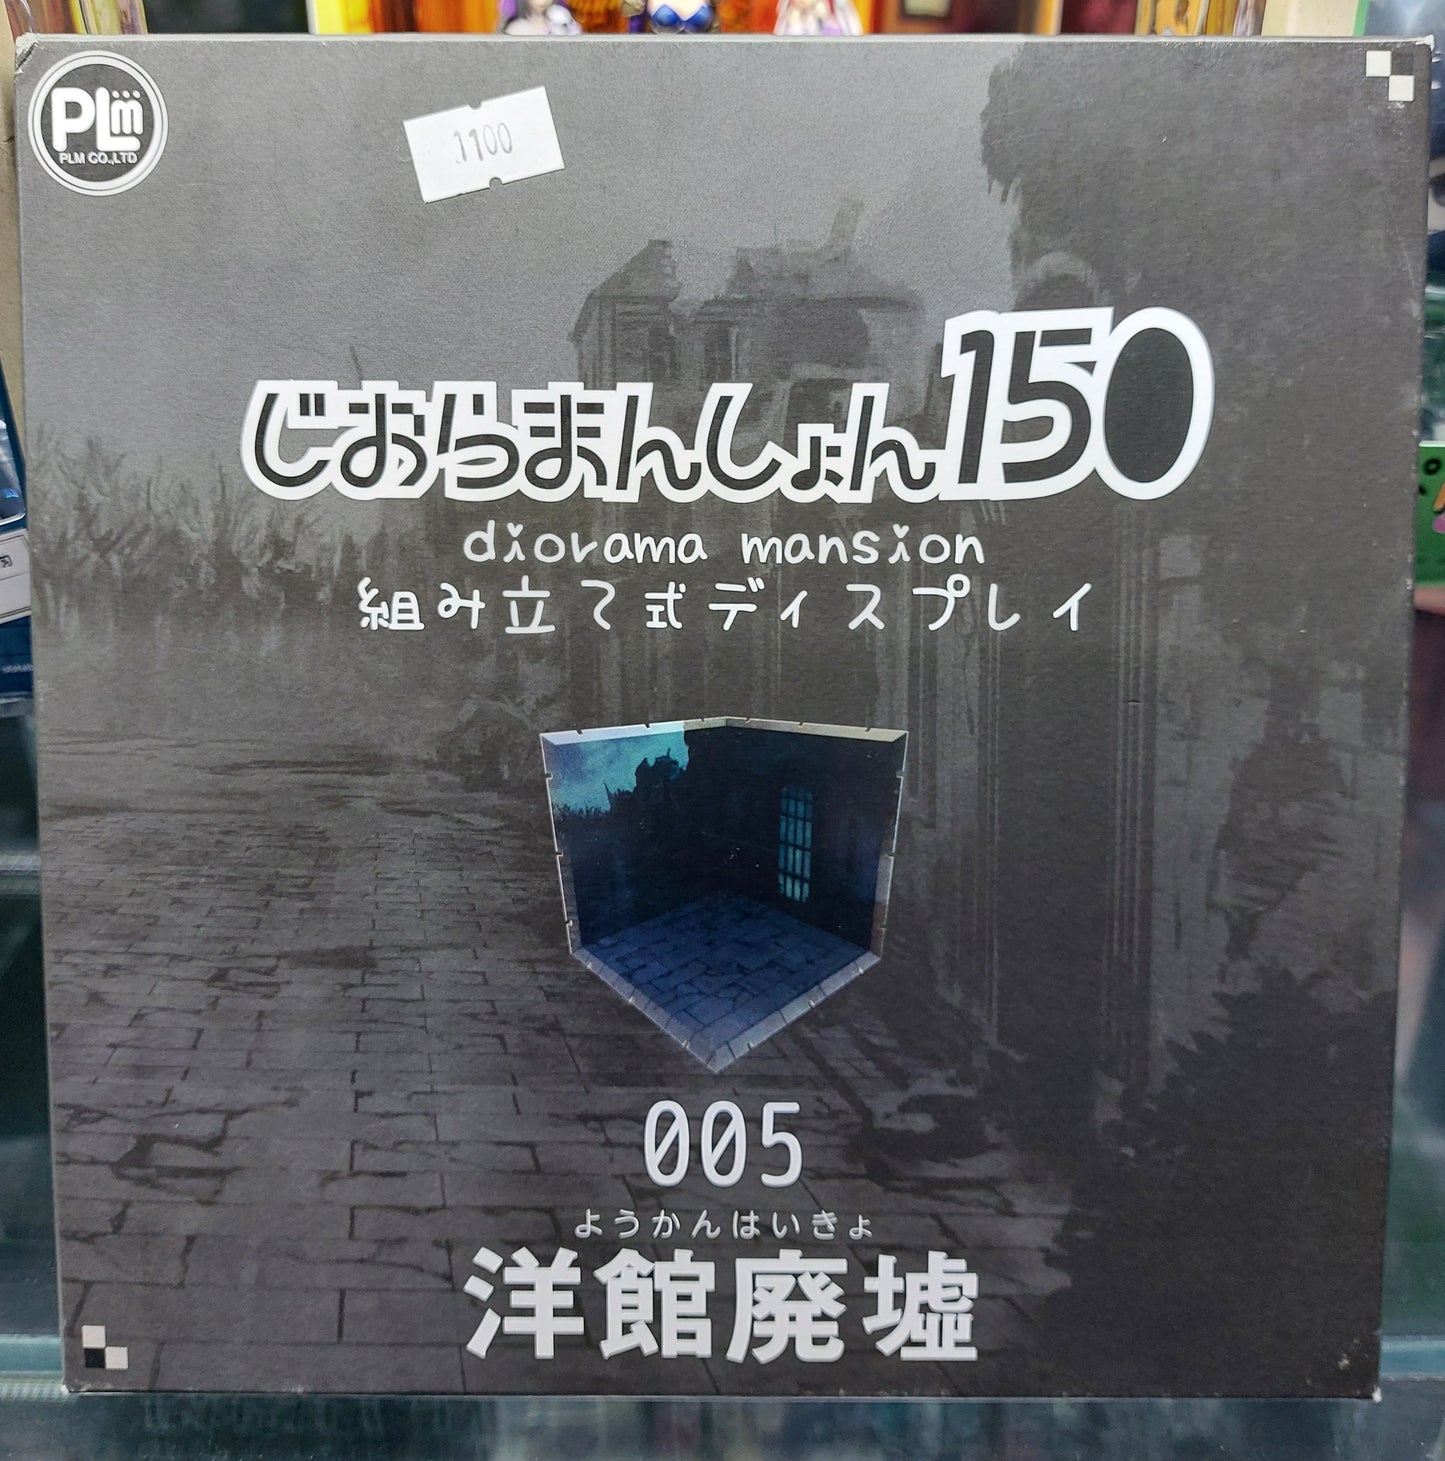 PLm
PLM CO.,LTD
1100
じおらまんしょん150
diorama mansion
組み立て式ディスプレイ
005
ようかんはいきょ
洋館廃墟